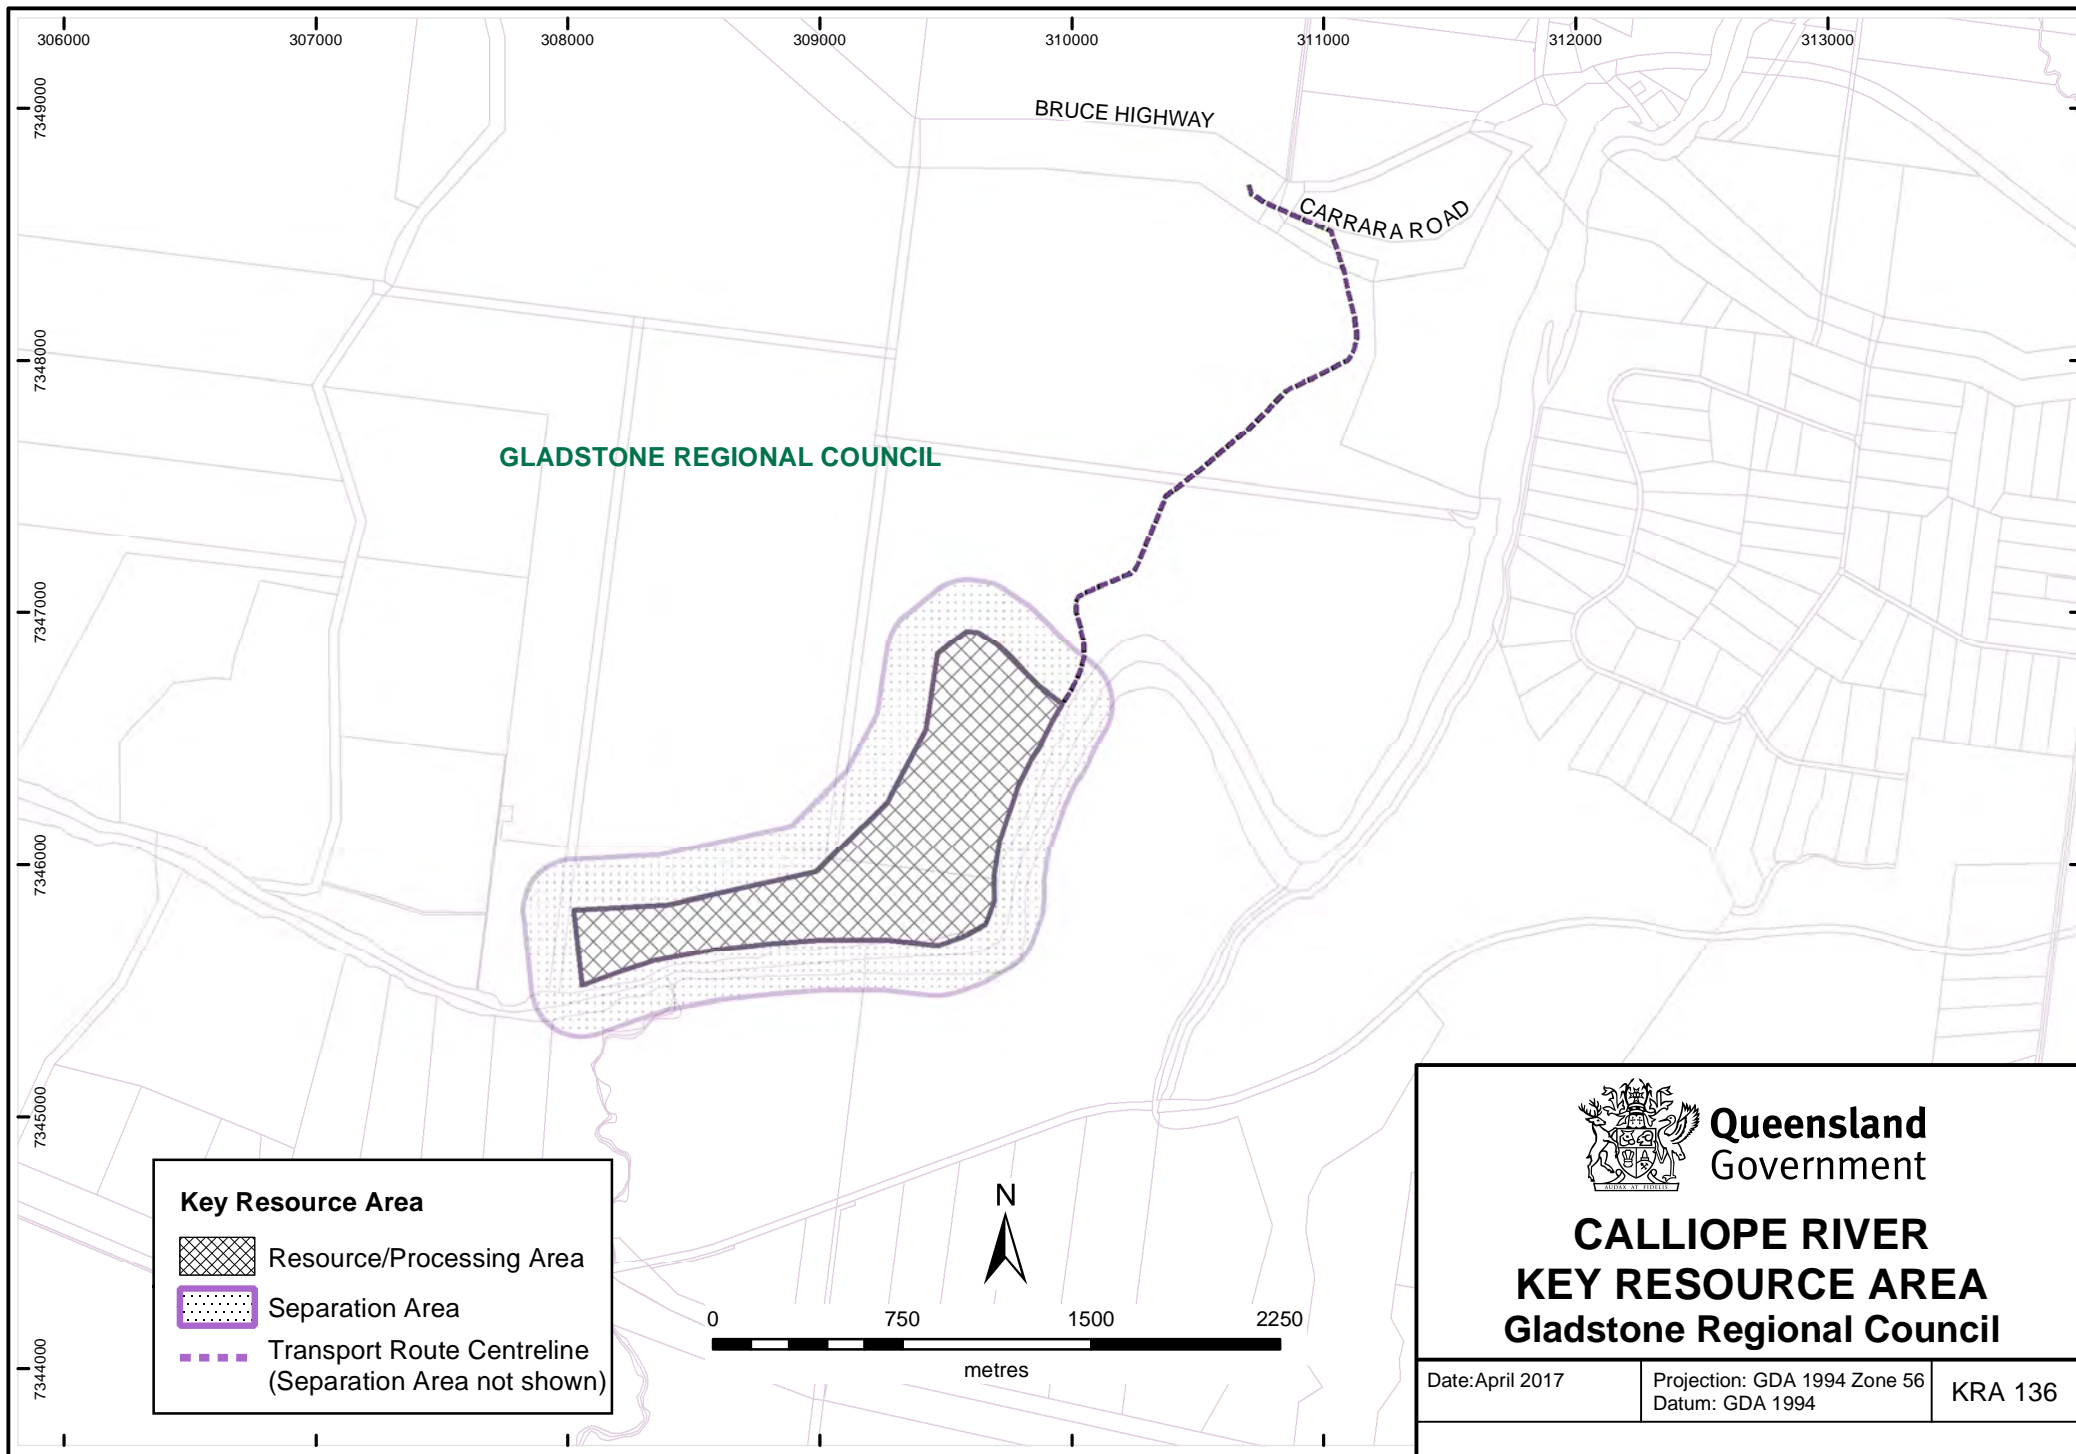 306000
307000
308000
309000
310000
311000
312000
313000
7349000
7348000
7347000
7346000
7345000
7344000
BRUCE HIGHWAY
CARRARA ROAD
GLADSTONE REGIONAL COUNCIL
Key Resource Area
Resource/Processing Area
Separation Area
Transport Route Centreline
(Separation Area not shown)
N
0 750 1500 2250
metres
AUDAX AT FIDELIS
Queensland
Government
CALLIOPE RIVER
KEY RESOURCE AREA
Gladstone Regional Council
Date:April 2017
Projection: GDA 1994 Zone 56
Datum: GDA 1994
KRA 136